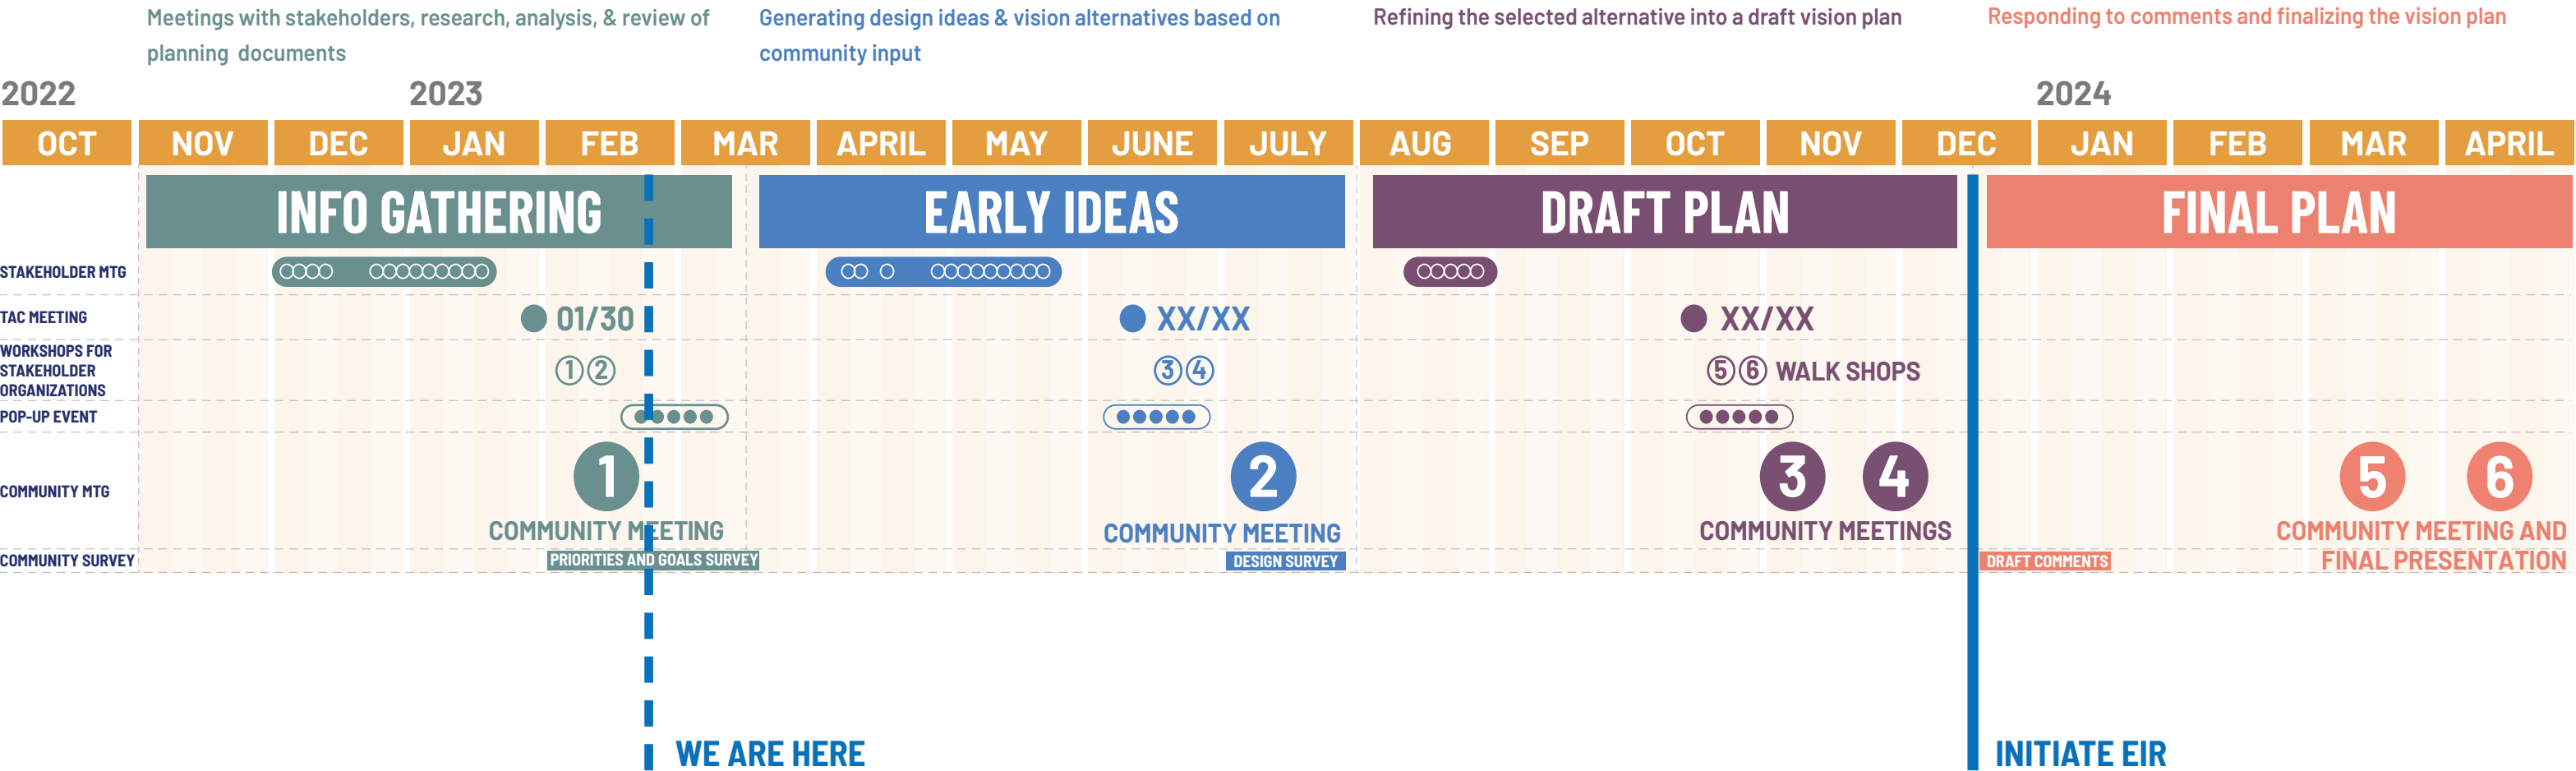 Meetings with stakeholders, research, analysis, & review of
planning documents
Generating design ideas & vision alternatives based on
community input
Refining the selected alternative into a draft vision plan
Responding to comments and finalizing the vision plan
2022 2023 2024
OCT NOV DEC JAN FEB MAR APRIL MAY JUNE JULY AUG SEP OCT NOV DEC JAN FEB MAR APRIL
INFO GATHERING EARLY IDEAS DRAFT PLAN FINAL PLAN
STAKEHOLDER MTG
TAC MEETING 01/30 XX/XX XX/XX
WORKSHOPS FOR
STAKEHOLDER
ORGANIZATIONS
1 2 3 4 5 6 WALK SHOPS
POP-UP EVENT
COMMUNITY MTG
1 2 3 4 5 6
COMMUNITY MEETING
COMMUNITY MEETING
COMMUNITY MEETINGS
COMMUNITY MEETING AND
FINAL PRESENTATION
COMMUNITY SURVEY
PRIORITIES AND GOALS SURVEY
DESIGN SURVEY
DRAFT COMMENTS
WE ARE HERE
INITIATE EIR